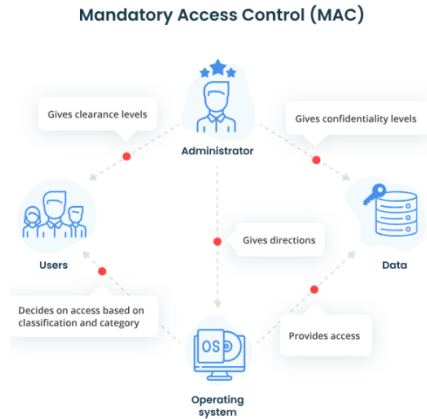 Mandatory Access Control (MAC)
Gives clearance levels
Gives confidentiality levels
Administrator
Gives directions
Users
Data
Decides on access based on
classification and category
Provides access
OS
Operating
system